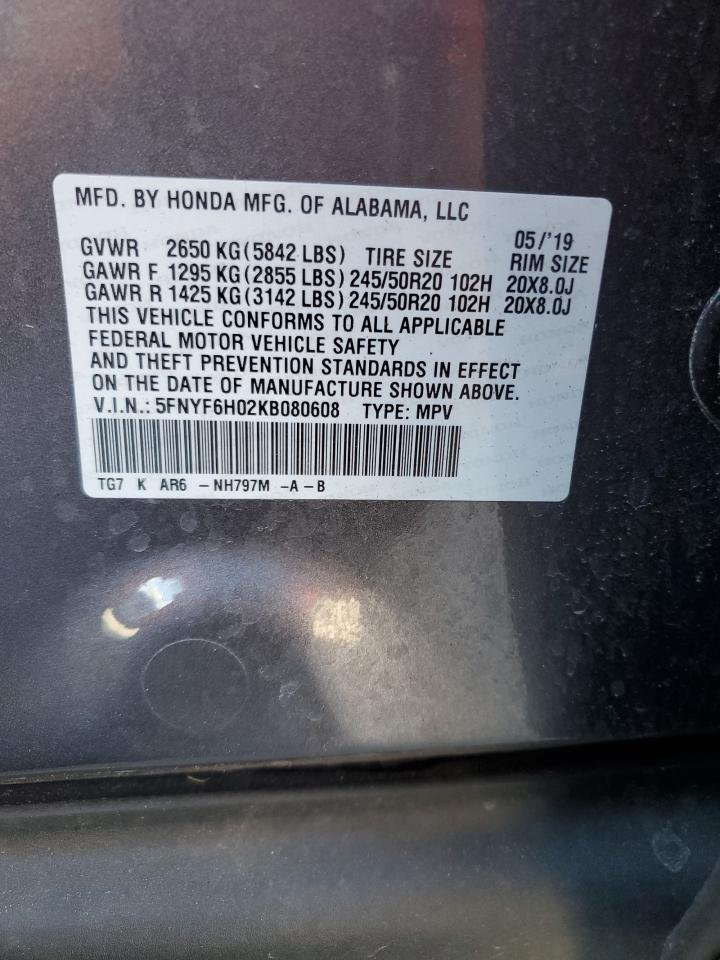 MFD. BY HONDA MFG. OF ALABAMA, LLC
05/'19
GVWR 2650 KG(5842 LBS) TIRE SIZE RIM SIZE
GAWR F 1295 KG(2855 LBS) 245/50R20 102H 20X8.0J
GAWR R 1425 KG(3142 LBS) 245/50R20 102H 20X8.0J
THIS VEHICLE CONFORMS TO ALL APPLICABLE
FEDERAL MOTOR VEHICLE SAFETY
AND THEFT PREVENTION STANDARDS IN EFFECT
ON THE DATE OF MANUFACTURE SHOWN ABOVE.
V.I.N.: 5FNYF6H02KB080608 TYPE: MPV
TG7 K AR6 -NH797M -A-B